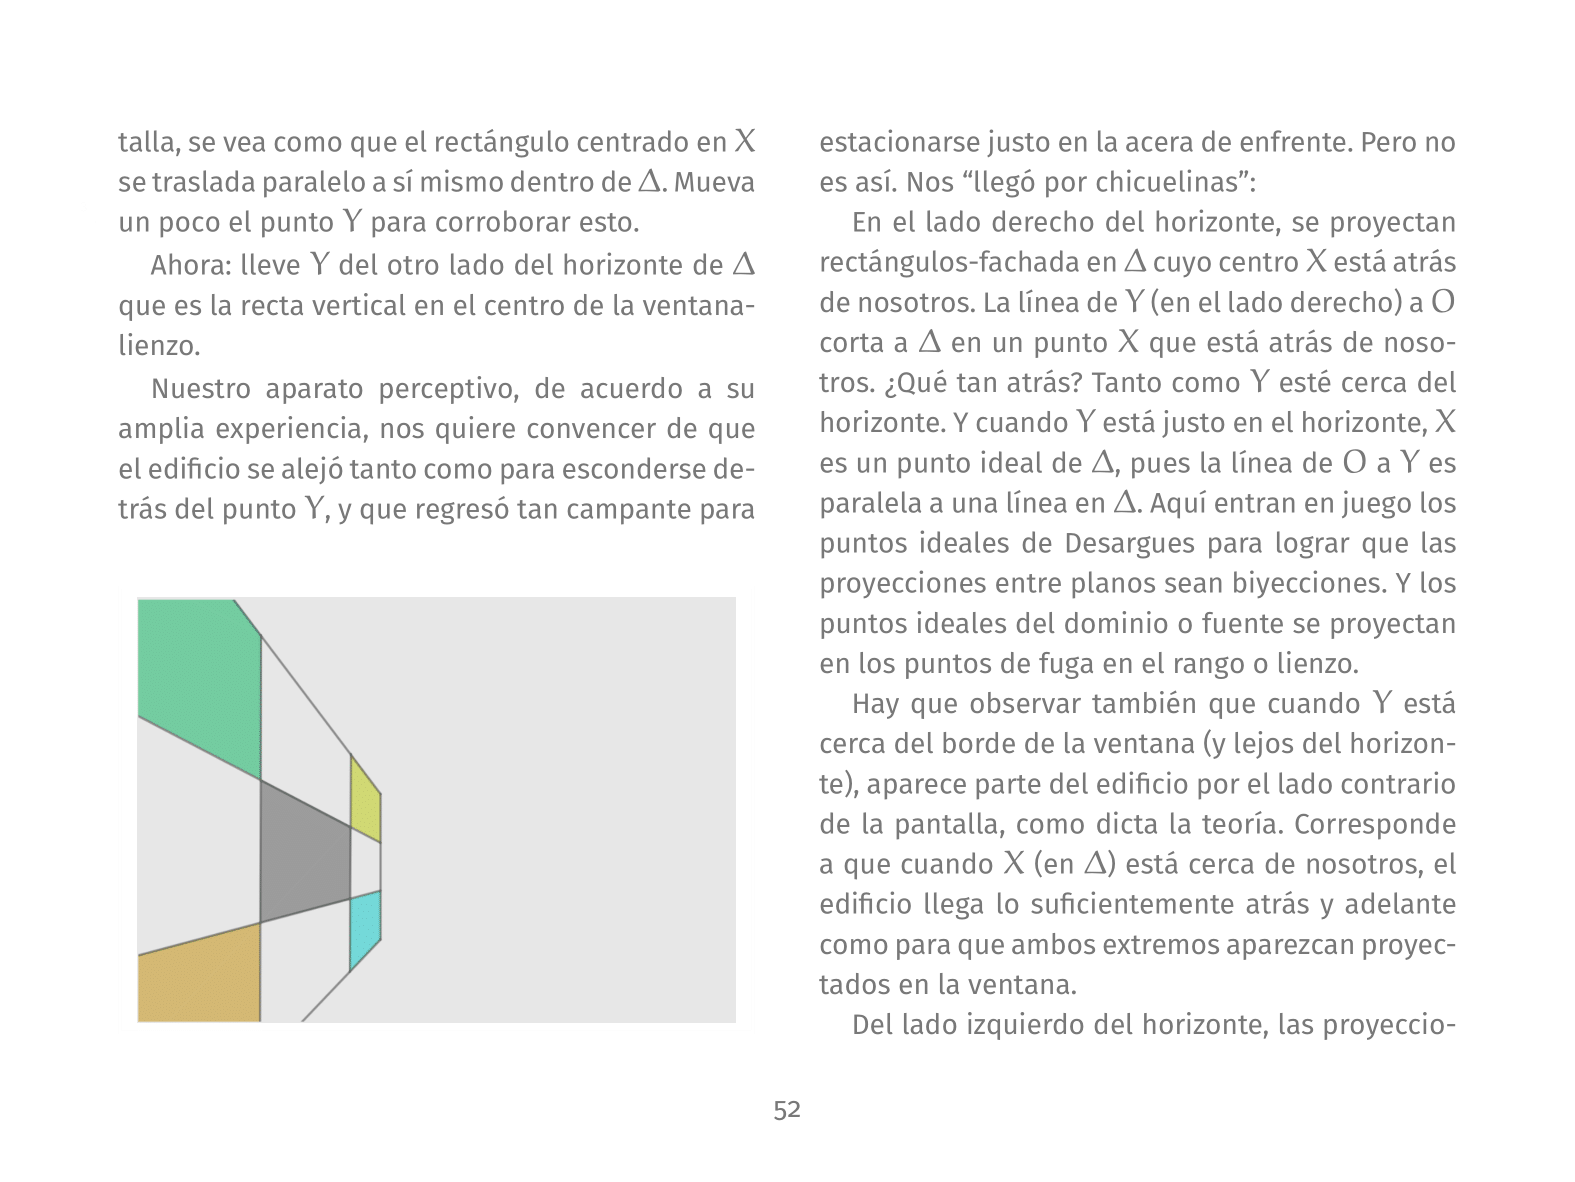 talla, se vea como que el rectángulo centrado en X
se traslada paralelo a sí mismo dentro de Δ. Mueva
un poco el punto Y para corroborar esto.
Ahora: lleve Y del otro lado del horizonte de Δ
que es la recta vertical en el centro de la ventana-
lienzo.
Nuestro aparato perceptivo, de acuerdo a su
amplia experiencia, nos quiere convencer de que
el edificio se alejó tanto como para esconderse de-
trás del punto Y, y que regresó tan campante para
estacionarse justo en la acera de enfrente. Pero no
es así. Nos “llegó por chicuelinas”:
En el lado derecho del horizonte, se proyectan
rectángulos-fachada en Δ cuyo centro X está atrás
de nosotros. La línea de Y (en el lado derecho) a O
corta a Δ en un punto X que está atrás de noso-
tros. ¿Qué tan atrás? Tanto como Y esté cerca del
horizonte. Y cuando Y está justo en el horizonte, X
es un punto ideal de Δ, pues la línea de O a Y es
paralela a una línea en Δ. Aquí entran en juego los
puntos ideales de Desargues para lograr que las
proyecciones entre planos sean biyecciones. Y los
puntos ideales del dominio o fuente se proyectan
en los puntos de fuga en el rango o lienzo.
Hay que observar también que cuando Y está
cerca del borde de la ventana (y lejos del horizon-
te), aparece parte del edificio por el lado contrario
de la pantalla, como dicta la teoría. Corresponde
a que cuando X (en Δ) está cerca de nosotros, el
edificio llega lo suficientemente atrás y adelante
como para que ambos extremos aparezcan proyec-
tados en la ventana.
Del lado izquierdo del horizonte, las proyeccio-
52